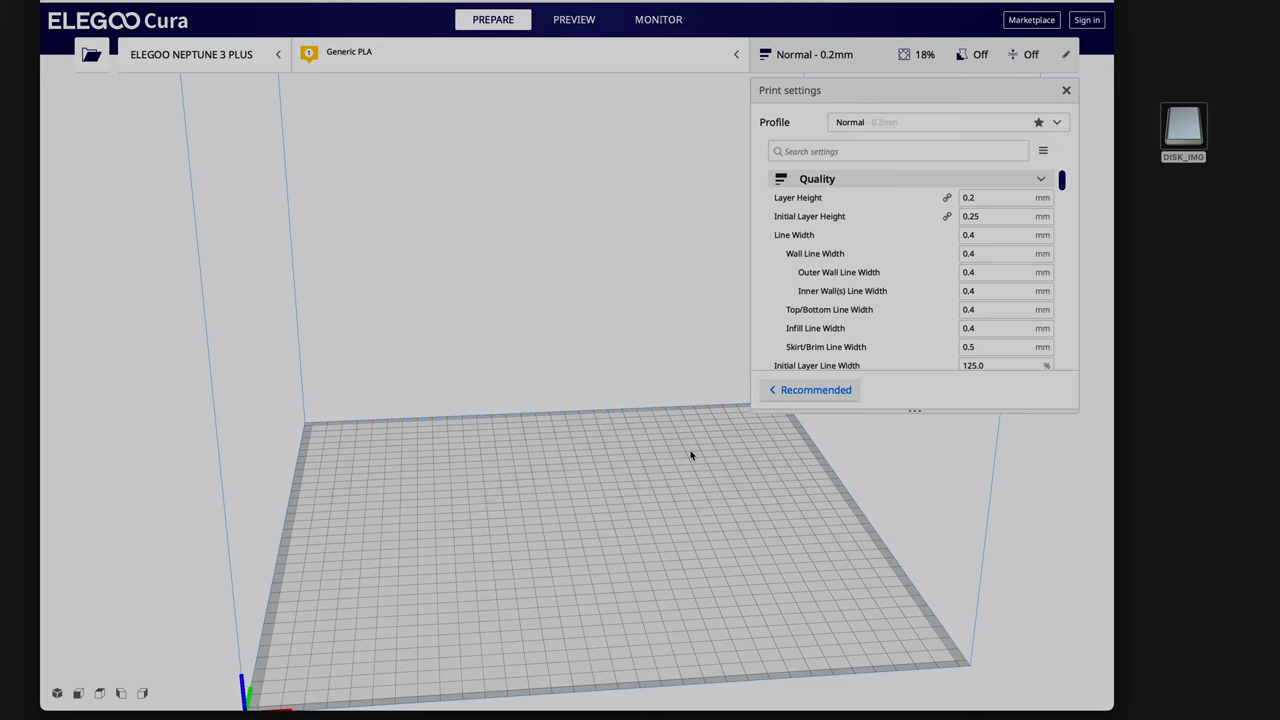 ELEGOO Cura
PREPARE
PREVIEW
MONITOR
Marketplace
Sign in
ELEGOO NEPTUNE 3 PLUS
1
Generic PLA
Normal - 0.2mm
18%
Off
Off
Print settings
Profile
Normal - 0.2mm
Search settings
Quality
Layer Height 0.2 mm
Initial Layer Height 0.25 mm
Line Width 0.4 mm
Wall Line Width 0.4 mm
Outer Wall Line Width 0.4 mm
Inner Wall(s) Line Width 0.4 mm
Top/Bottom Line Width 0.4 mm
Infill Line Width 0.4 mm
Skirt/Brim Line Width 0.5 mm
Initial Layer Line Width 125.0 %
Recommended
DISK_IMG